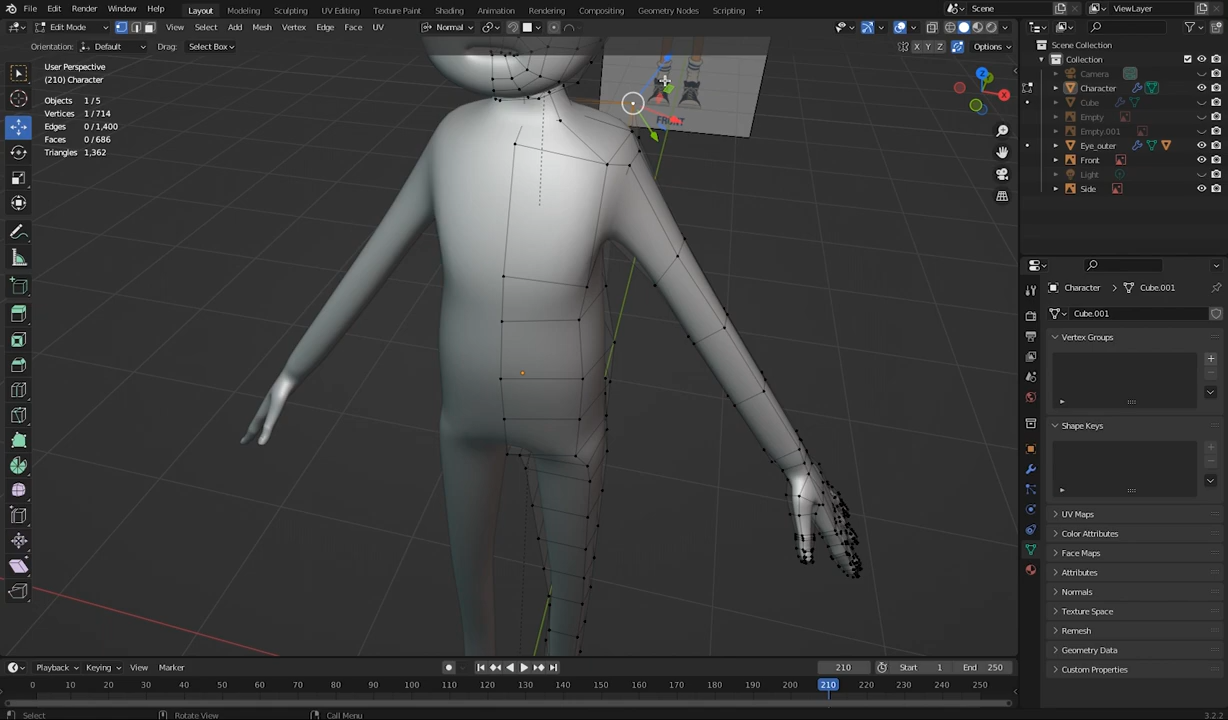 File Edit Render Window Help Layout Modeling Sculpting UV Editing Texture Paint Shading Animation Rendering Compositing Geometry Nodes Scripting Scene ViewLayer
Edit Mode View Select Add Mesh Vertex Edge Face UV Normal
Orientation: Default Drag: Select Box X Y Z Options
Scene Collection
Collection
Camera
Character
Cube
Empty
Empty.001
Eye_outer
Front
Light
Side
User Perspective
(210) Character
Objects 1/5
Vertices 1/714
Edges 0/1,400
Faces 0/686
Triangles 1,362
FRONT
Z
X
Y
Character Cube.001
Cube.001
Vertex Groups
Shape Keys
UV Maps
Color Attributes
Face Maps
Attributes
Normals
Texture Space
Remesh
Geometry Data
Custom Properties
Playback Keying View Marker 210 Start 1 End 250
0 10 20 30 40 50 60 70 80 90 100 110 120 130 140 150 160 170 180 190 200 210 220 230 240 250
Select Rotate View Call Menu 3.2.2